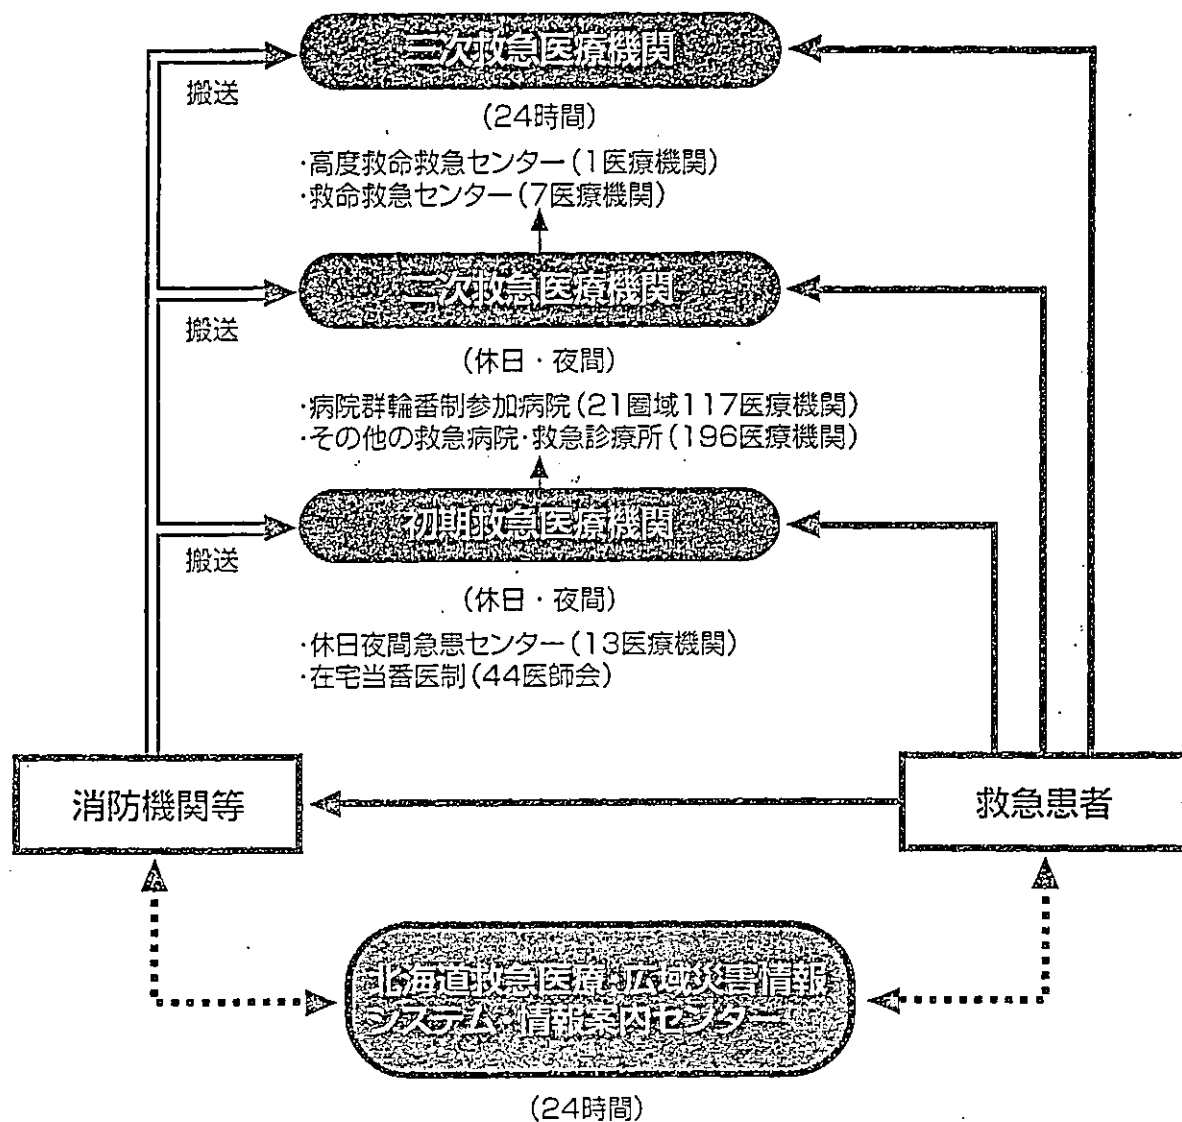 三次救急医療機関
搬送
(24時間)
・高度救命救急センター(1医療機関)
・救命救急センター(7医療機関)
二次救急医療機関
搬送
(休日・夜間)
・病院群輪番制参加病院(21圏域117医療機関)
・その他の救急病院・救急診療所(196医療機関)
初期救急医療機関
搬送
(休日・夜間)
・休日夜間急患センター(13医療機関)
・在宅当番医制(44医師会)
消防機関等
救急患者
北海道救急医療・広域災害情報
システム 情報案内センター
(24時間)